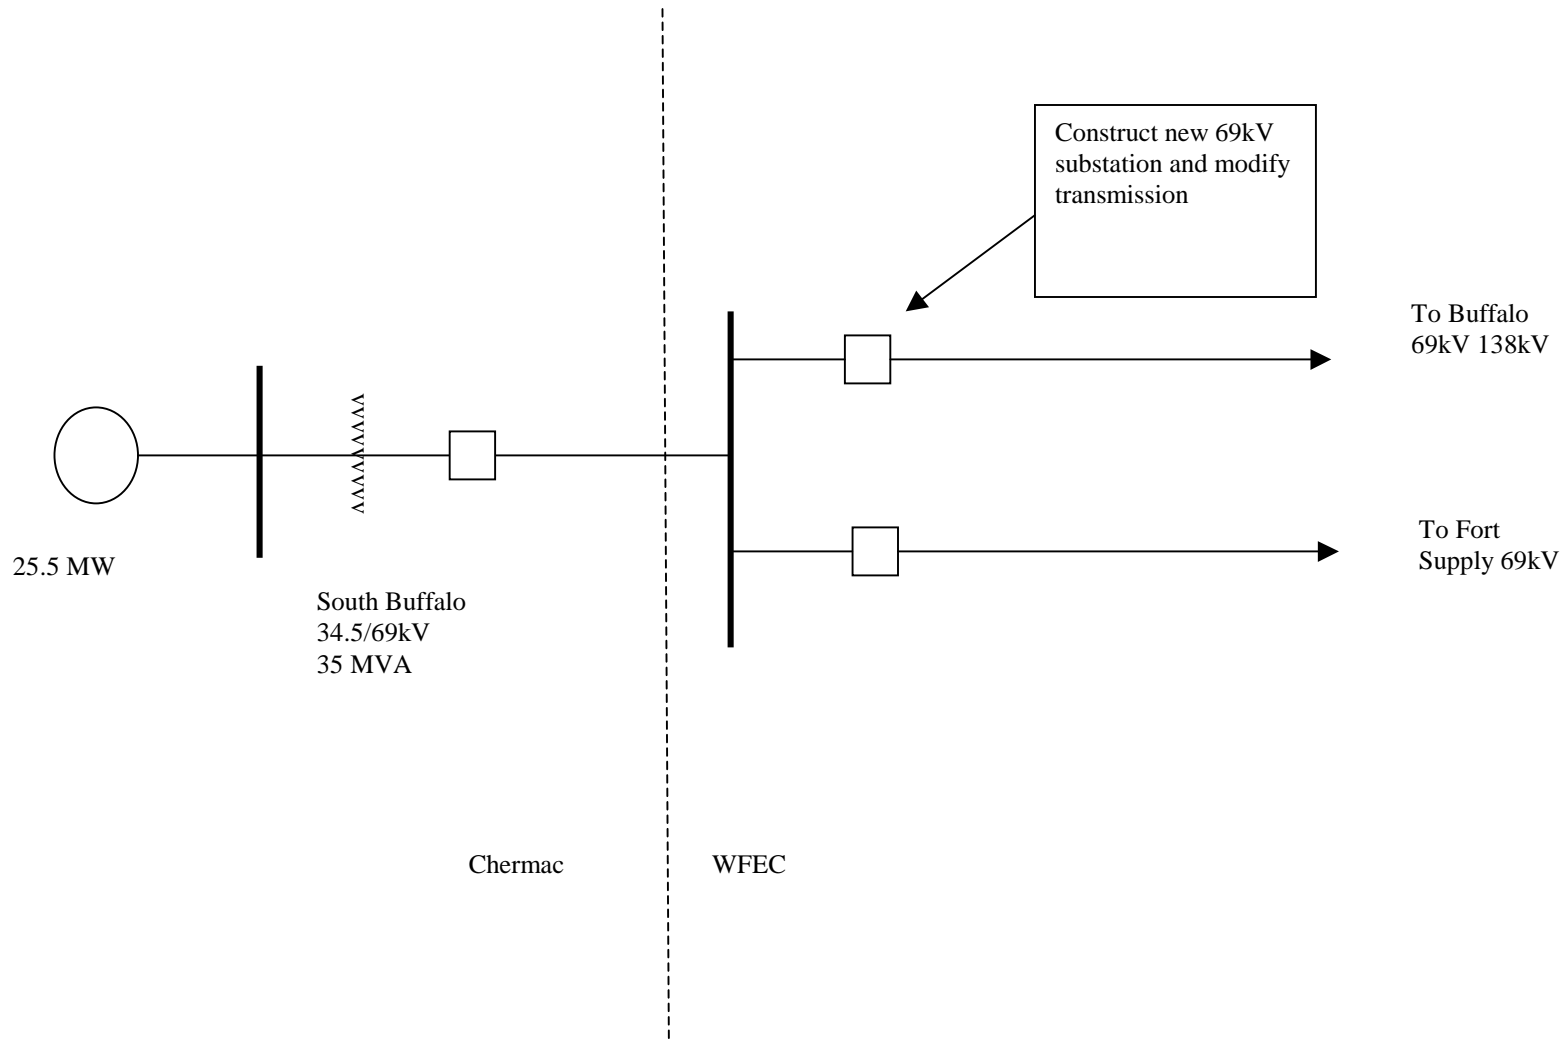 Construct new 69kV
substation and modify
transmission
To Buffalo
69kV 138kV
25.5 MW
To Fort
Supply 69kV
South Buffalo
34.5/69kV
35 MVA
Chermac
WFEC